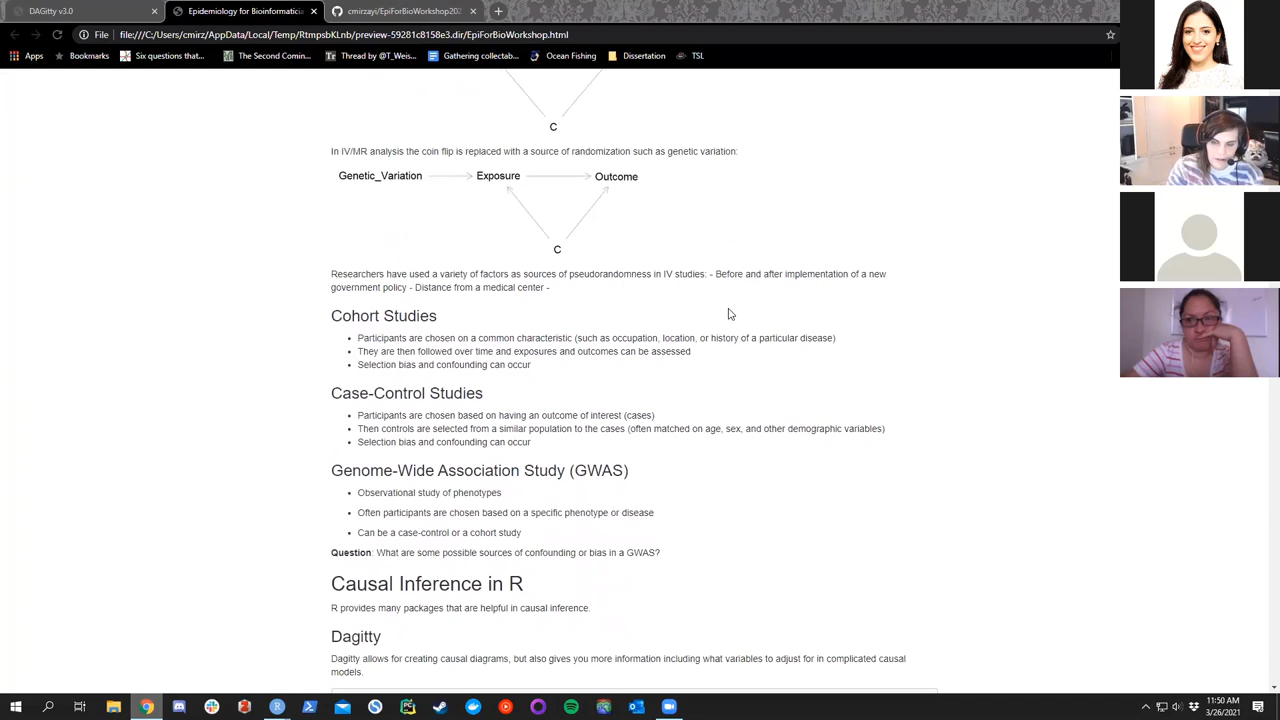 DAGitty v3.0
Epidemiology for Bioinformatici
cmirzay/EpiForBioWorkshop202
File
file:///C:/Users/cmirz/AppData/Local/Temp/RtmpsbKLnb/preview-59281c8158e3.dir/EpiForBioWorkshop.html
Apps
Bookmarks
Six questions that...
The Second Comin...
Thread by @T_Weis...
Gathering collectab...
Ocean Fishing
Dissertation
TSL
C
In IV/MR analysis the coin flip is replaced with a source of randomization such as genetic variation:
Genetic_Variation
Exposure
Outcome
C
Researchers have used a variety of factors as sources of pseudorandomness in IV studies: - Before and after implementation of a new
government policy - Distance from a medical center -
Cohort Studies
• Participants are chosen on a common characteristic (such as occupation, location, or history of a particular disease)
• They are then followed over time and exposures and outcomes can be assessed
• Selection bias and confounding can occur
Case-Control Studies
• Participants are chosen based on having an outcome of interest (cases)
• Then controls are selected from a similar population to the cases (often matched on age, sex, and other demographic variables)
• Selection bias and confounding can occur
Genome-Wide Association Study (GWAS)
• Observational study of phenotypes
• Often participants are chosen based on a specific phenotype or disease
• Can be a case-control or a cohort study
Question: What are some possible sources of confounding or bias in a GWAS?
Causal Inference in R
R provides many packages that are helpful in causal inference.
Dagitty
Dagitty allows for creating causal diagrams, but also gives you more information including what variables to adjust for in complicated causal
models.
11:50 AM
3/26/2021